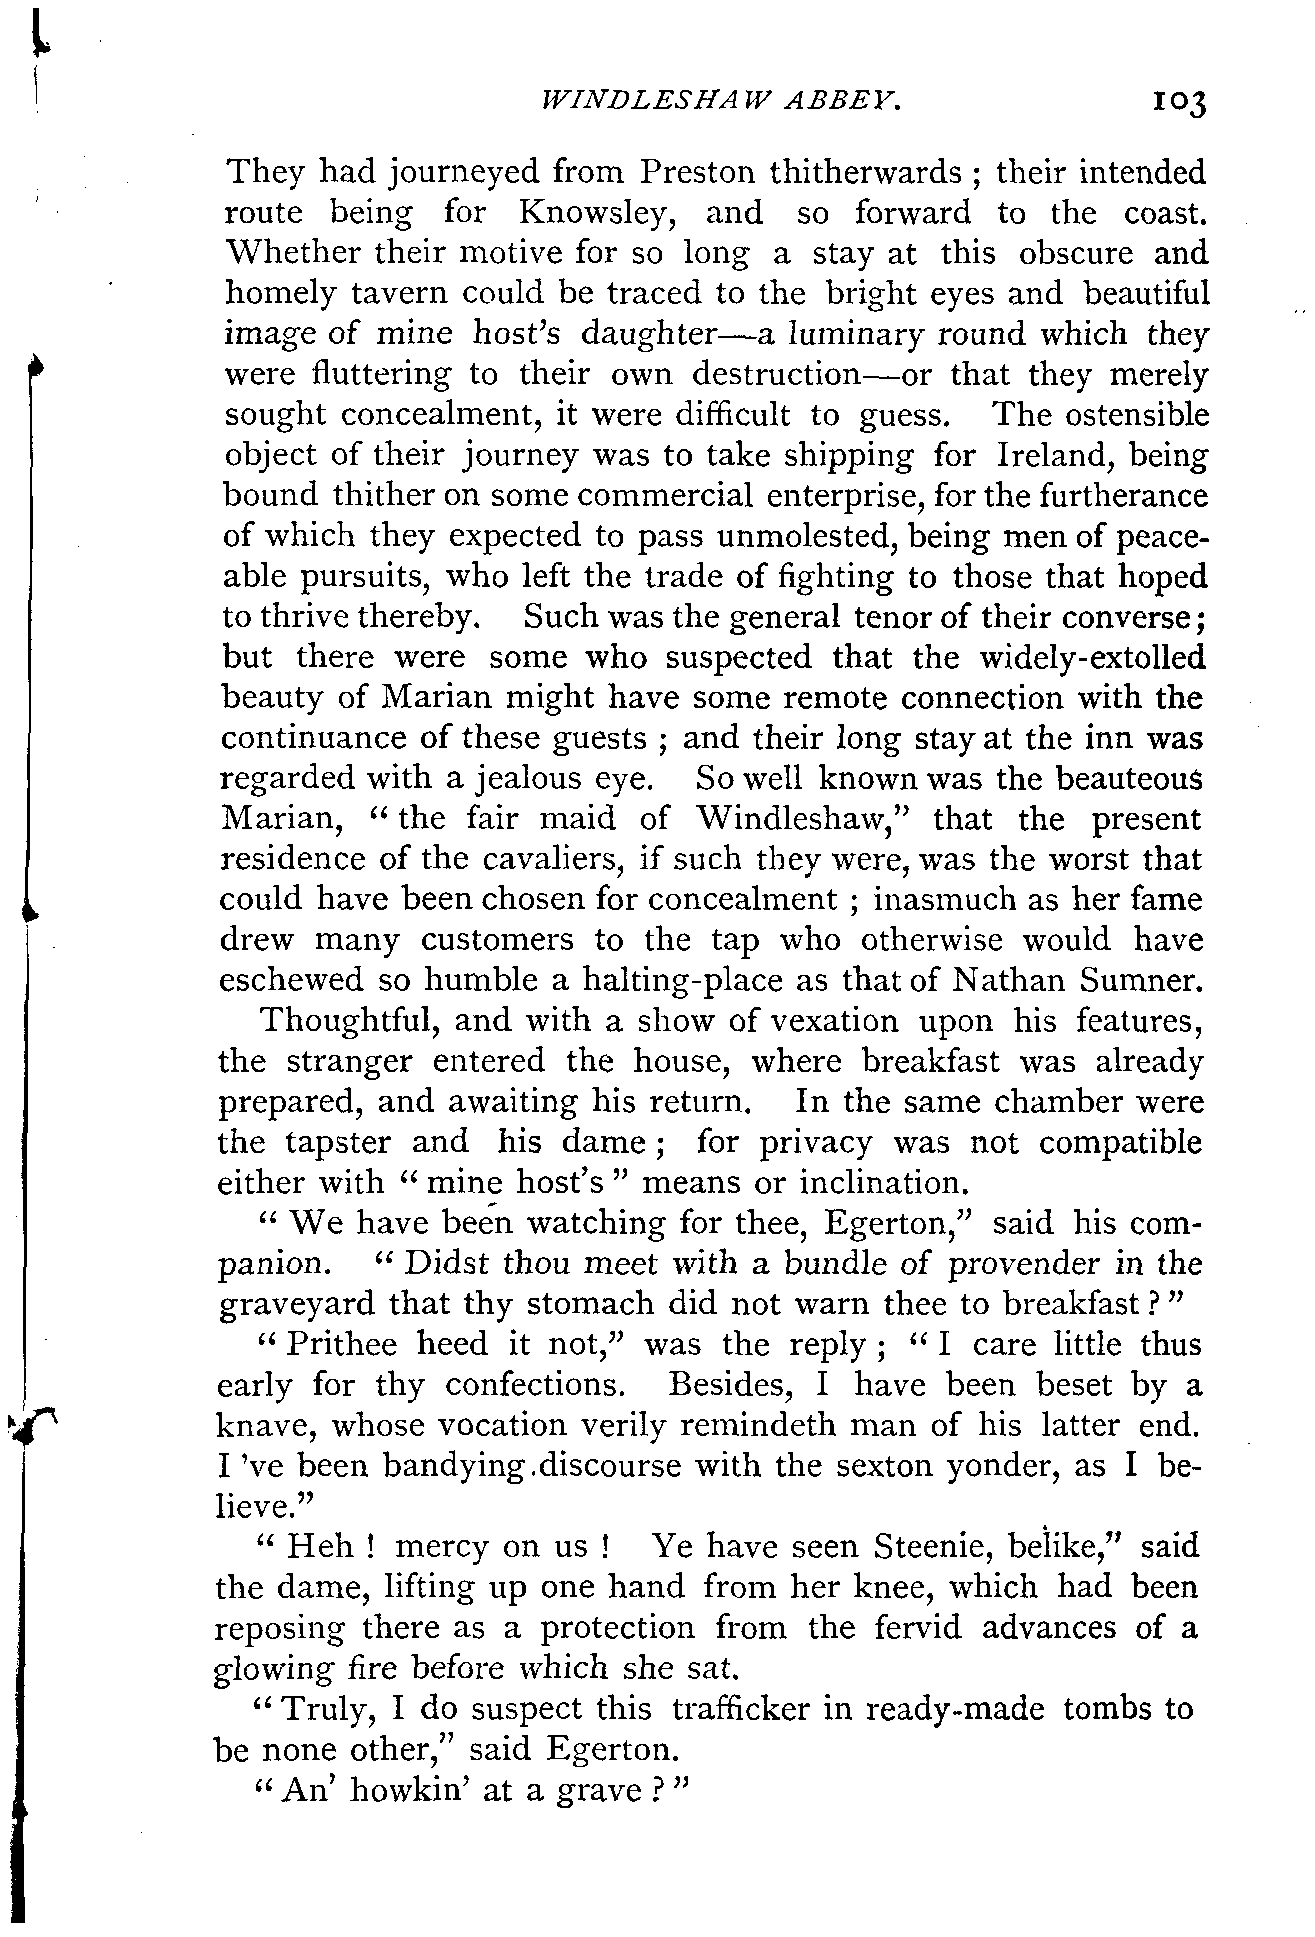 WINDLESHAW ABBEY. 103
They had journeyed from Preston thitherwards ; their intended
route being for Knowsley, and so forward to the coast.
Whether their motive for so long a stay at this obscure and
homely tavern could be traced to the bright eyes and beautiful
image of mine host's daughter—a luminary round which they
were fluttering to their own destruction—or that they merely
sought concealment, it were difficult to guess. The ostensible
object of their journey was to take shipping for Ireland, being
bound thither on some commercial enterprise, for the furtherance
of which they expected to pass unmolested, being men of peace-
able pursuits, who left the trade of fighting to those that hoped
to thrive thereby. Such was the general tenor of their converse;
but there were some who suspected that the widely-extolled
beauty of Marian might have some remote connection with the
continuance of these guests ; and their long stay at the inn was
regarded with a jealous eye. So well known was the beauteous
Marian, “ the fair maid of Windleshaw,” that the present
residence of the cavaliers, if such they were, was the worst that
could have been chosen for concealment ; inasmuch as her fame
drew many customers to the tap who otherwise would have
eschewed so humble a halting-place as that of Nathan Sumner.
Thoughtful, and with a show of vexation upon his features,
the stranger entered the house, where breakfast was already
prepared, and awaiting his return. In the same chamber were
the tapster and his dame ; for privacy was not compatible
either with “ mine host's ” means or inclination.
“ We have been watching for thee, Egerton,” said his com-
panion. “ Didst thou meet with a bundle of provender in the
graveyard that thy stomach did not warn thee to breakfast ? ”
“ Prithee heed it not,” was the reply ; “ I care little thus
early for thy confections. Besides, I have been beset by a
knave, whose vocation verily remindeth man of his latter end.
I 've been bandying discourse with the sexton yonder, as I be-
lieve.”
“ Heh ! mercy on us ! Ye have seen Steenie, belike,” said
the dame, lifting up one hand from her knee, which had been
reposing there as a protection from the fervid advances of a
glowing fire before which she sat.
“ Truly, I do suspect this trafficker in ready-made tombs to
be none other,” said Egerton.
“ An' howkin' at a grave ? ”